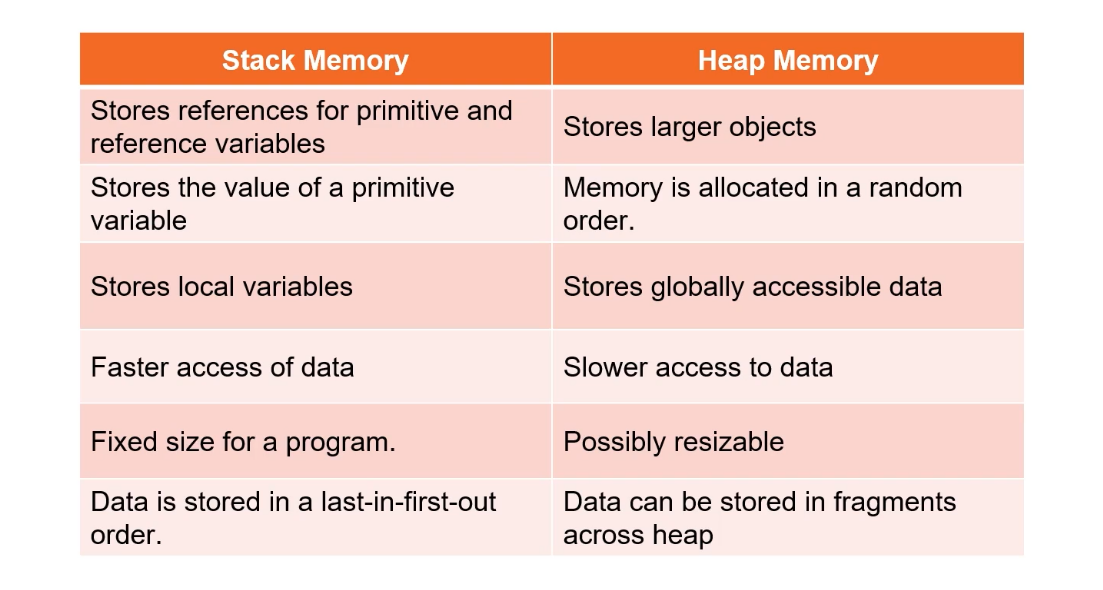 Stack Memory
Heap Memory
Stores references for primitive and
reference variables
Stores larger objects
Stores the value of a primitive
variable
Memory is allocated in a random
order.
Stores local variables
Stores globally accessible data
Faster access of data
Slower access to data
Fixed size for a program.
Possibly resizable
Data is stored in a last-in-first-out
order.
Data can be stored in fragments
across heap